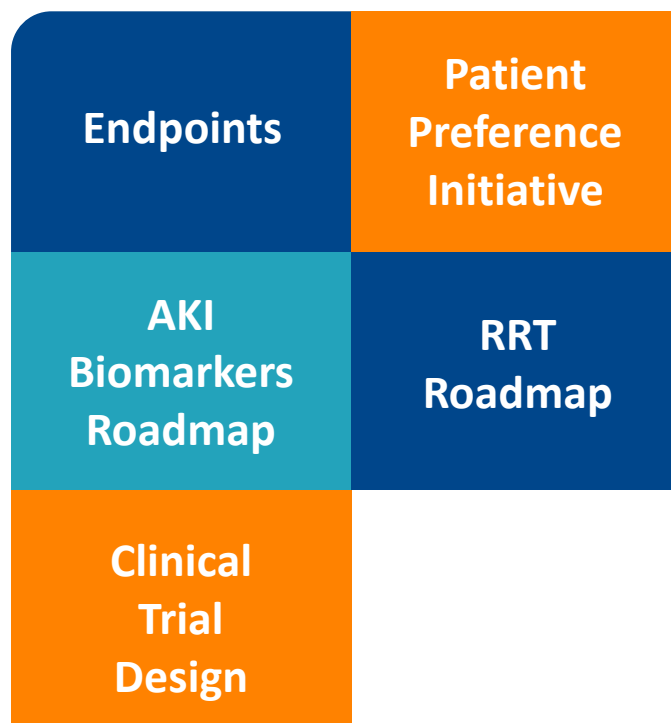 Endpoints
Patient
Preference
Initiative
AKI
Biomarkers
Roadmap
RRT
Roadmap
Clinical
Trial
Design